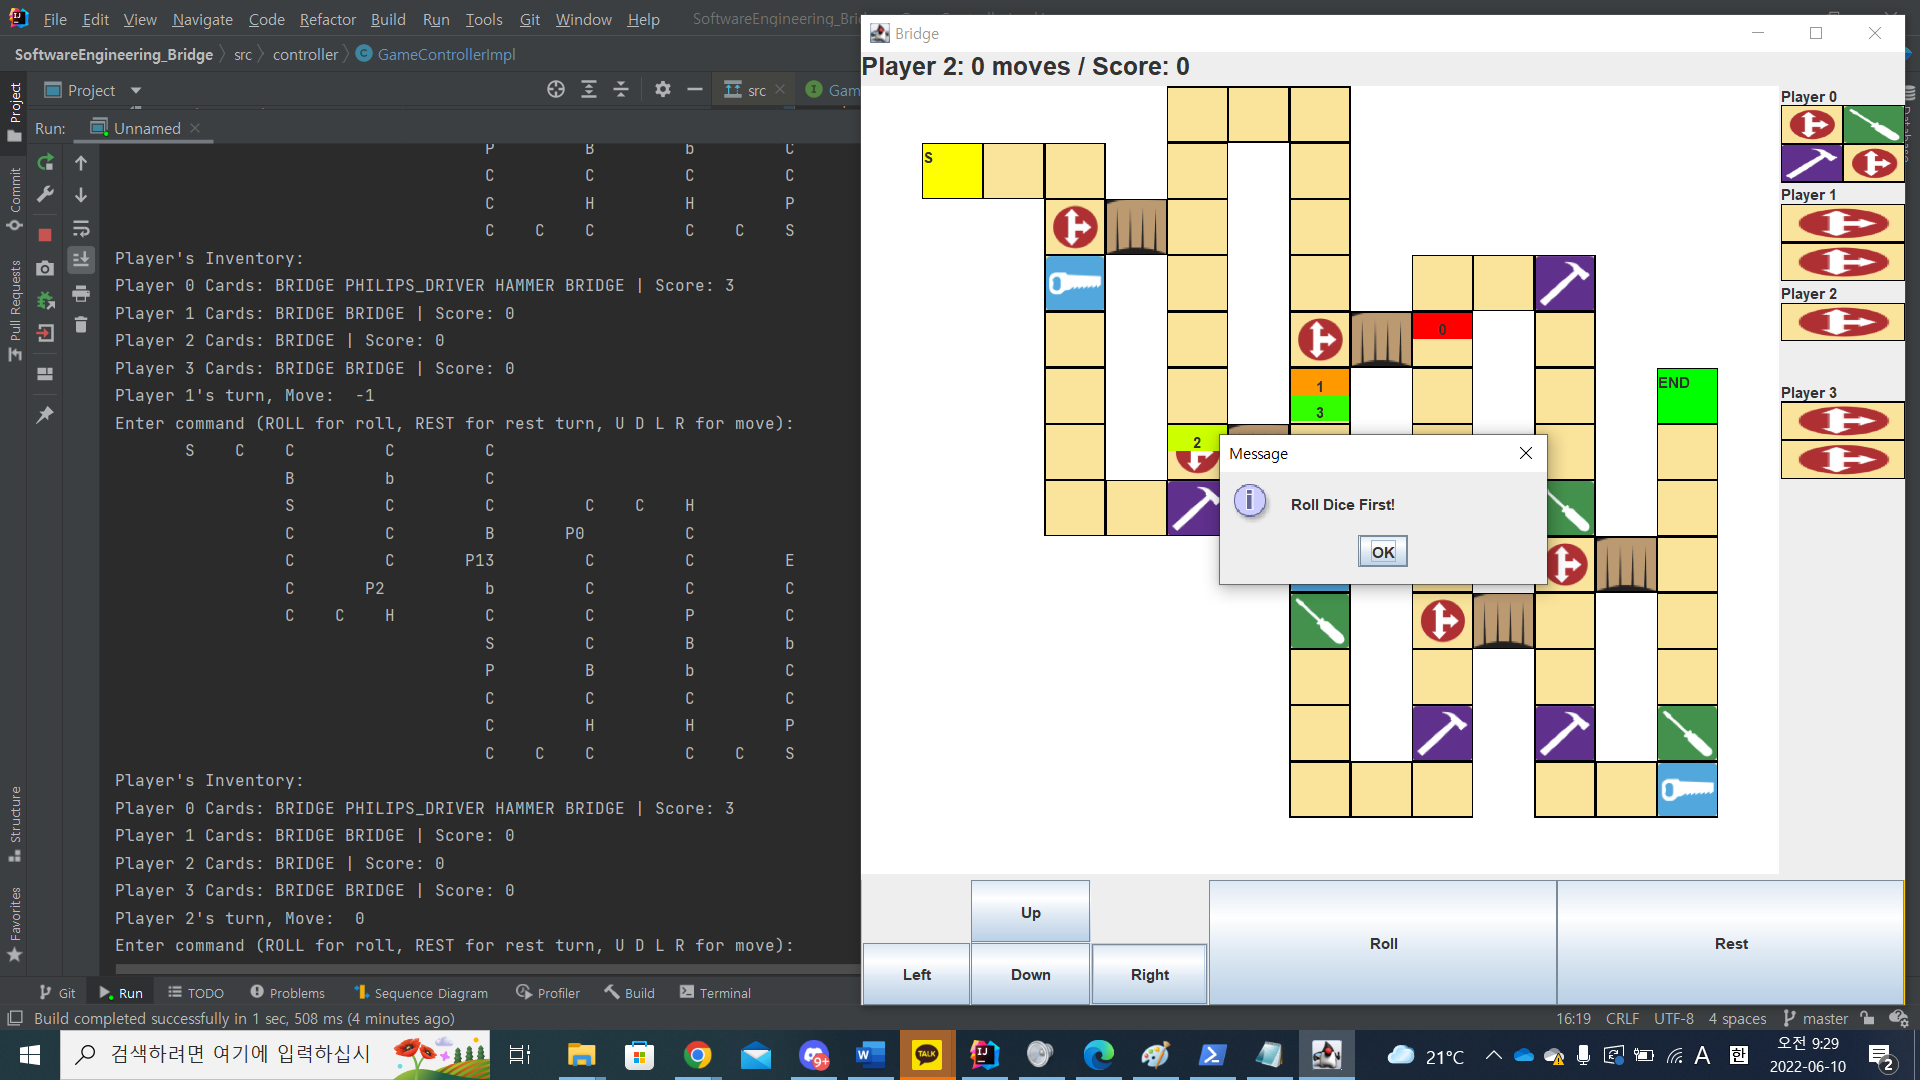 File Edit View Navigate Code Refactor Build Run Tools Git Window Help SoftwareEngineering_Bri
SoftwareEngineering_Bridge src controller GameControllerImpl
Project src Gam
Run: Unnamed
P B b C
C C C C
C H H P
C C C C C S
Player's Inventory:
Player 0 Cards: BRIDGE PHILIPS_DRIVER HAMMER BRIDGE | Score: 3
Player 1 Cards: BRIDGE BRIDGE | Score: 0
Player 2 Cards: BRIDGE | Score: 0
Player 3 Cards: BRIDGE BRIDGE | Score: 0
Player 1's turn, Move: -1
Enter command (ROLL for roll, REST for rest turn, U D L R for move):
S C C C C
B b C
S C C C C H
C C B P0 C
C C P13 C C E
C P2 b C C C
C C H C C P C
S C B b
P B b C
C C C C
C H H P
C C C C C S
Player's Inventory:
Player 0 Cards: BRIDGE PHILIPS_DRIVER HAMMER BRIDGE | Score: 3
Player 1 Cards: BRIDGE BRIDGE | Score: 0
Player 2 Cards: BRIDGE | Score: 0
Player 3 Cards: BRIDGE BRIDGE | Score: 0
Player 2's turn, Move: 0
Enter command (ROLL for roll, REST for rest turn, U D L R for move):
Project
Commit
Pull Requests
Structure
Favorites
Git Run TODO Problems Sequence Diagram Profiler Build Terminal
Build completed successfully in 1 sec, 508 ms (4 minutes ago)
16:19 CRLF UTF-8 4 spaces master
Bridge
Player 2: 0 moves / Score: 0
S
0
1
3
2
END
Player 0
Player 1
Player 2
Player 3
Message
Roll Dice First!
OK
Up
Left Down Right
Roll
Rest
Database
검색하려면 여기에 입력하십시
9+
TALK
21°C
A 한
오전 9:29
2022-06-10
2